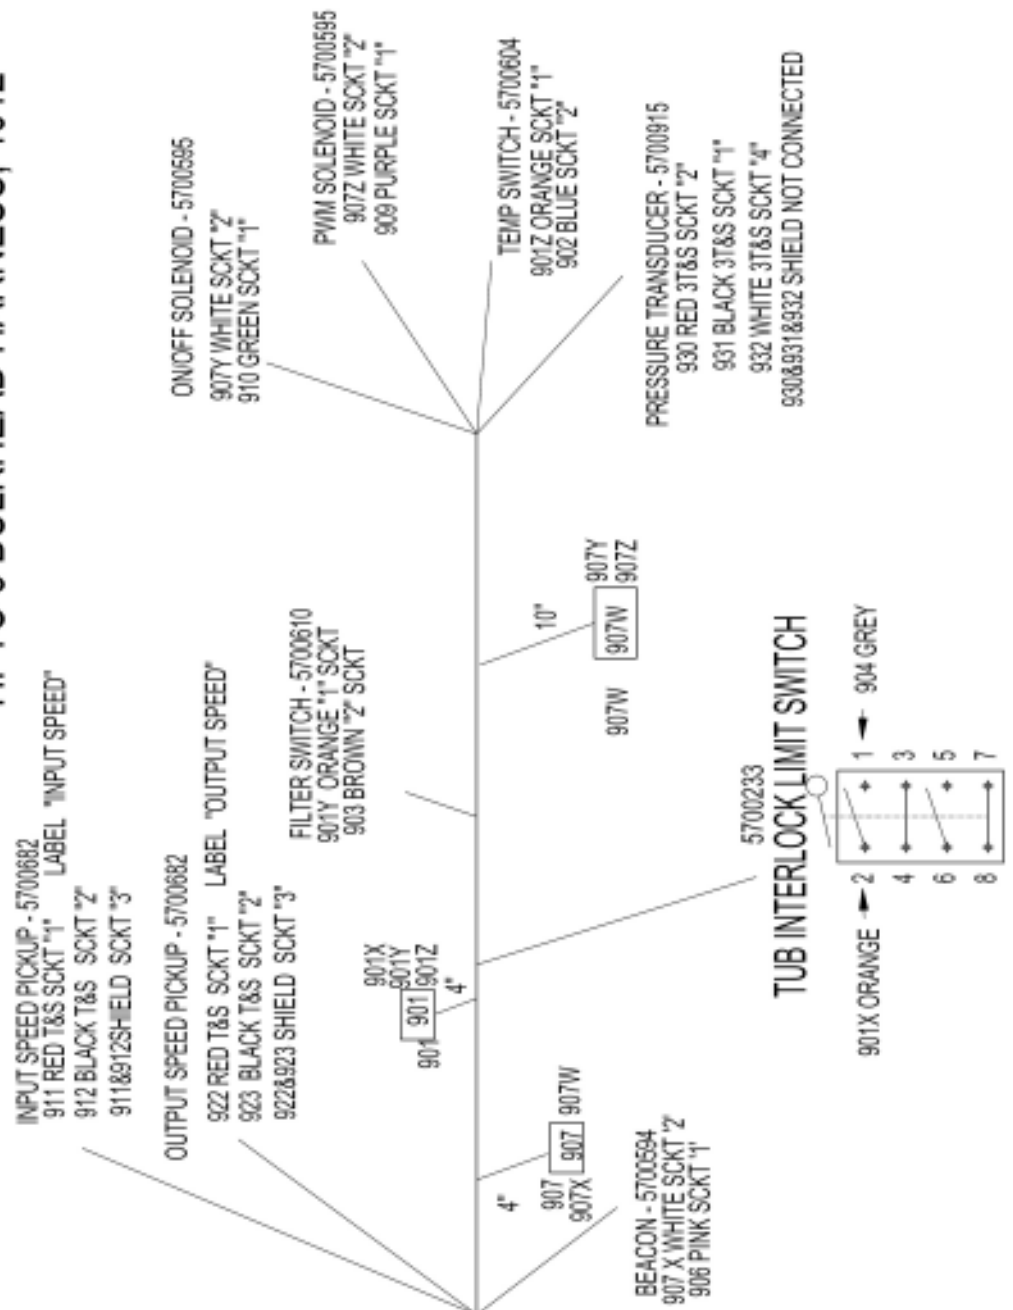 INPUT SPEED PICKUP - 5700682
911 RED T&S SCKT "1" LABEL "INPUT SPEED"
912 BLACK T&S SCKT "2"
911&912SHIELD SCKT "3"
OUTPUT SPEED PICKUP - 5700682
922 RED T&S SCKT "1" LABEL "OUTPUT SPEED"
923 BLACK T&S SCKT "2"
922&923 SHIELD SCKT "3"
FILTER SWITCH - 5700610
901Y ORANGE "1" SCKT
903 BROWN "2" SCKT
ON/OFF SOLENOID - 5700595
907Y WHITE SCKT "2"
910 GREEN SCKT "1"
PWM SOLENOID - 5700595
907Z WHITE SCKT "2"
909 PURPLE SCKT "1"
TEMP SWITCH - 5700604
901Z ORANGE SCKT "1"
902 BLUE SCKT "2"
PRESSURE TRANSDUCER - 5700915
930 RED 3T&S SCKT "2"
931 BLACK 3T&S SCKT "1"
932 WHITE 3T&S SCKT "4"
930&931&932 SHIELD NOT CONNECTED
901X
901Y
901 901 901Z
4"
4"
907 907 907W
907X
10"
907W 907W 907Y
907Z
BEACON - 5700594
907 X WHITE SCKT "2"
906 PINK SCKT "1"
5700233
TUB INTERLOCK LIMIT SWITCH
901X ORANGE 2 1 904 GREY
4 3
6 5
8 7